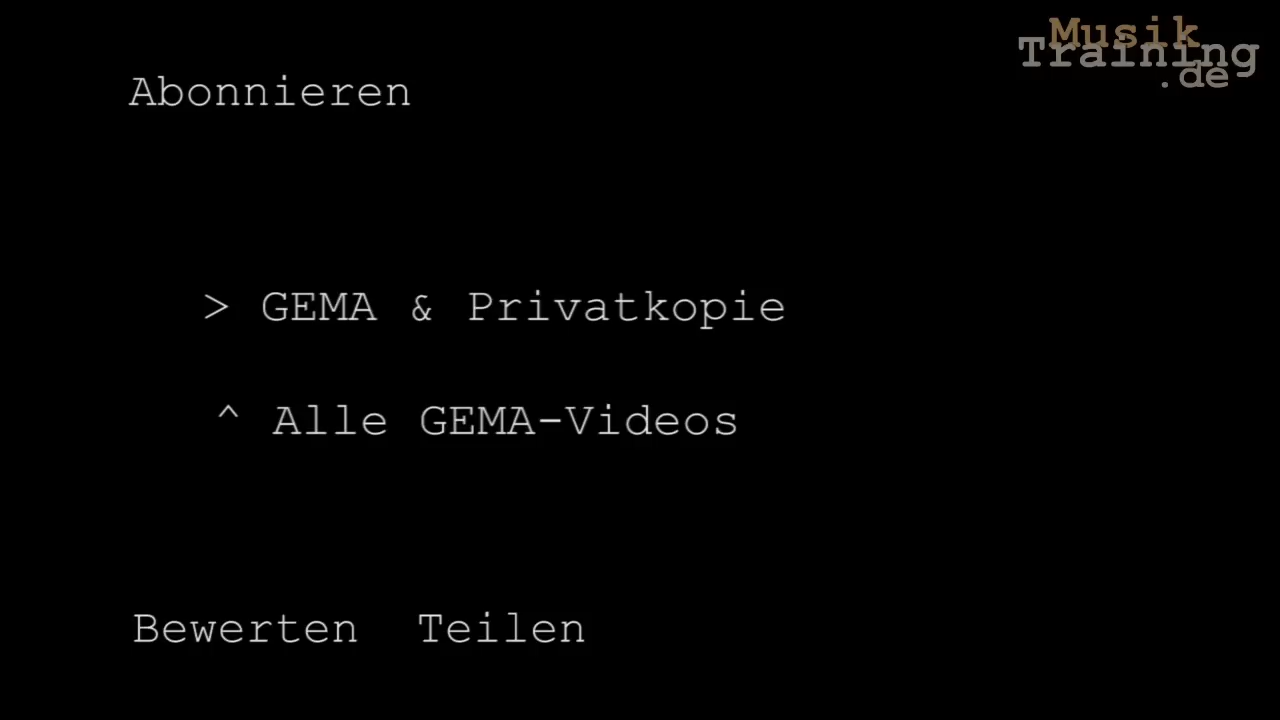 Musik
Training
.de
Abonnieren
> GEMA & Privatkopie
^ Alle GEMA-Videos
Bewerten Teilen